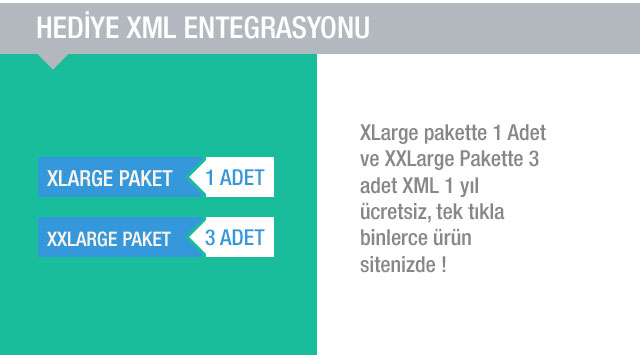 HEDİYE XML ENTEGRASYONU
XLARGE PAKET 1 ADET
XXLARGE PAKET 3 ADET
XLarge pakette 1 Adet
ve XXLarge Pakette 3
adet XML 1 yıl
ücretsiz, tek tıkla
binlerce ürün
sitenizde !